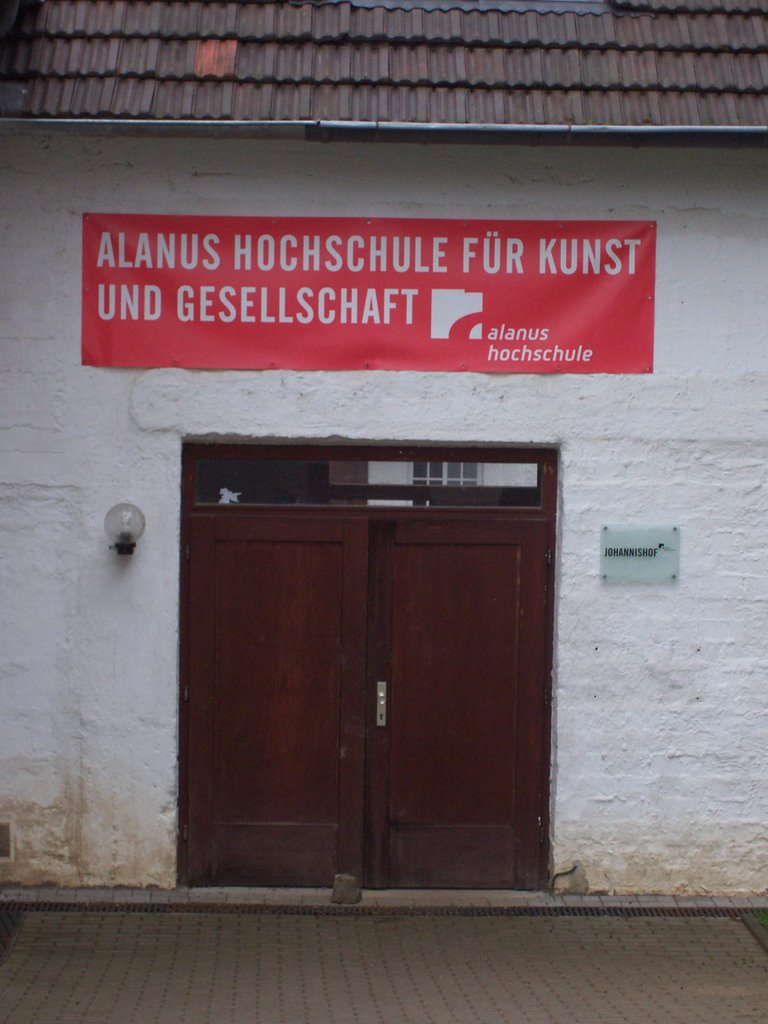 ALANUS HOCHSCHULE FÜR KUNST
UND GESELLSCHAFT
alanus
hochschule
JOHANNISHOF